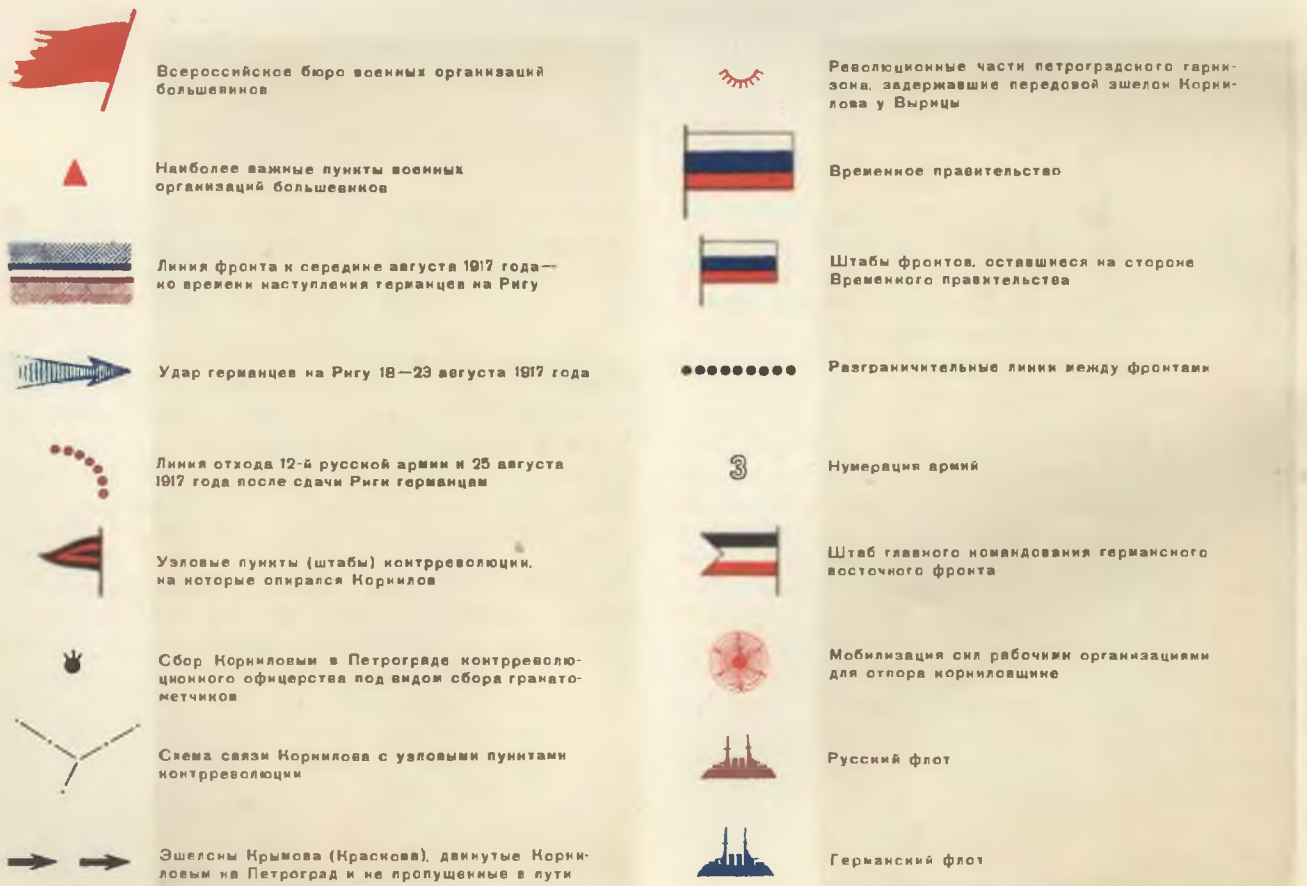 Всероссийское бюро военных организаций
большевиков
Наиболее важные пункты военных
организаций большевиков
Линия фронта к середине августа 1917 года—
ко времени наступления германцев на Ригу
Удар германцев на Ригу 18—23 августа 1917 года
Линия отхода 12-й русской армии к 25 августа
1917 года после сдачи Риги германцам
Узловые пункты (штабы) контрреволюции,
на которые опирался Корнилов
Сбор Корниловым в Петрограде контрреволю-
ционного офицерства под видом сбора гранато-
метчиков
Схема связи Корнилова с узловыми пунктами
контрреволюции
Эшелоны Крымова (Краснова), двинутые Корни-
ловым на Петроград и не пропущенные в пути
Революционные части петроградского гарни-
зона, задержавшие передовой эшелон Корни-
лова у Вырицы
Временное правительство
Штабы фронтов, оставшиеся на стороне
Временного правительства
Разграничительные линии между фронтами
3
Нумерация армий
Штаб главного командования германского
восточного фронта
Мобилизация сил рабочими организациями
для отпора корниловщине
Русский флот
Германский флот